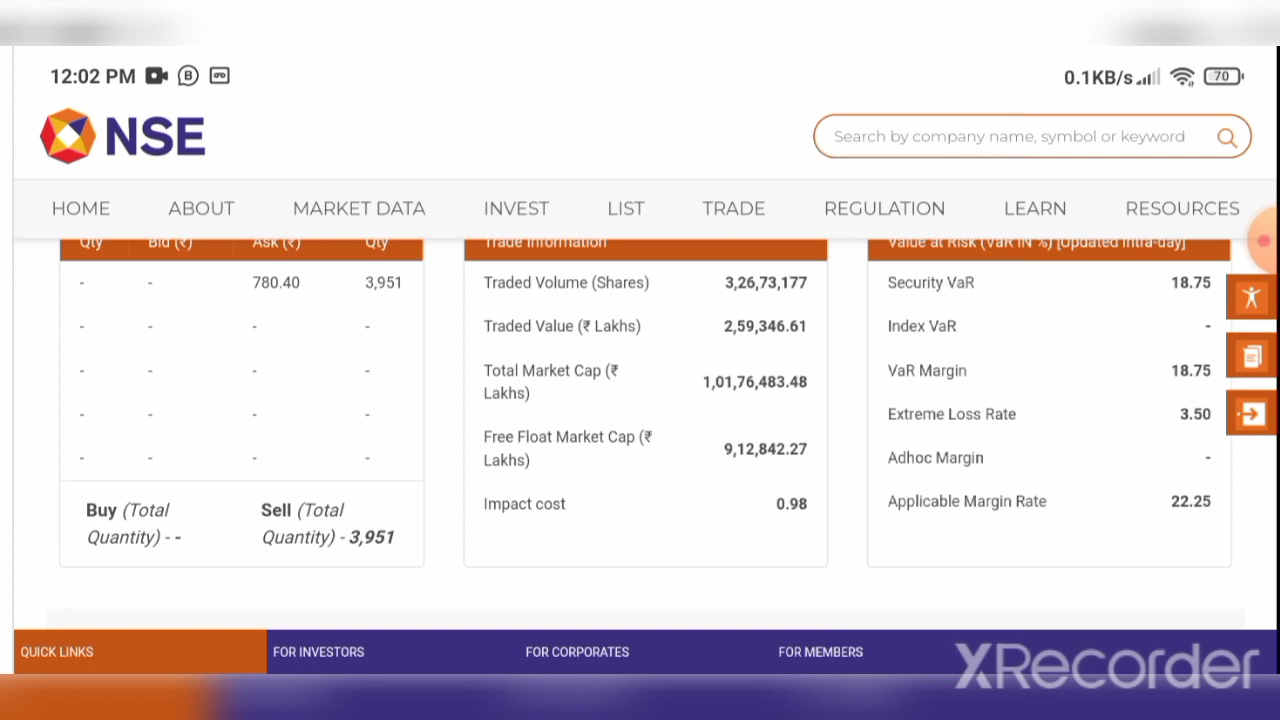 12:02 PM
0.1KB/s 70
NSE
Search by company name, symbol or keyword
HOME ABOUT MARKET DATA INVEST LIST TRADE REGULATION LEARN RESOURCES
Qty Bid (₹) Ask (₹) Qty
- - 780.40 3,951
- - - -
- - - -
- - - -
- - - -
Buy (Total
Quantity) - -
Sell (Total
Quantity) - 3,951
Trade Information
Traded Volume (Shares) 3,26,73,177
Traded Value (₹ Lakhs) 2,59,346.61
Total Market Cap (₹
Lakhs) 1,01,76,483.48
Free Float Market Cap (₹
Lakhs) 9,12,842.27
Impact cost 0.98
Value at Risk (VaR IN %) [Updated Intra-day]
Security VaR 18.75
Index VaR -
VaR Margin 18.75
Extreme Loss Rate 3.50
Adhoc Margin -
Applicable Margin Rate 22.25
QUICK LINKS FOR INVESTORS FOR CORPORATES FOR MEMBERS
XRecorder